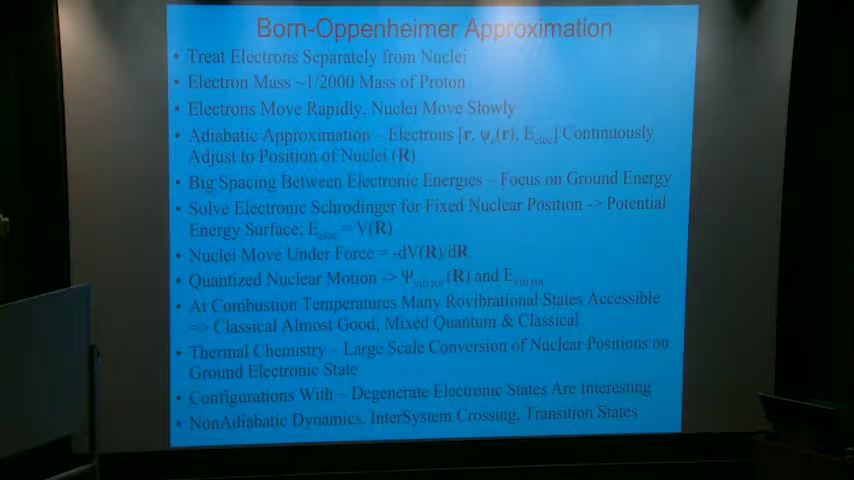 Born-Oppenheimer Approximation
• Treat Electrons Separately from Nuclei
• Electron Mass ~1/2000 Mass of Proton
• Electrons Move Rapidly, Nuclei Move Slowly
• Adiabatic Approximation – Electrons [r, ψe(r), Eelec] Continuously
Adjust to Position of Nuclei (R)
• Big Spacing Between Electronic Energies – Focus on Ground Energy
• Solve Electronic Schrodinger for Fixed Nuclear Position -> Potential
Energy Surface; Eelec = V(R)
• Nuclei Move Under Force = -dV(R)/dR
• Quantized Nuclear Motion -> Ψvib,rot(R) and Evib,rot
• At Combustion Temperatures Many Rovibrational States Accessible
=> Classical Almost Good, Mixed Quantum & Classical
• Thermal Chemistry – Large Scale Conversion of Nuclear Positions on
Ground Electronic State
• Configurations With ~ Degenerate Electronic States Are Interesting
• NonAdiabatic Dynamics, InterSystem Crossing, Transition States